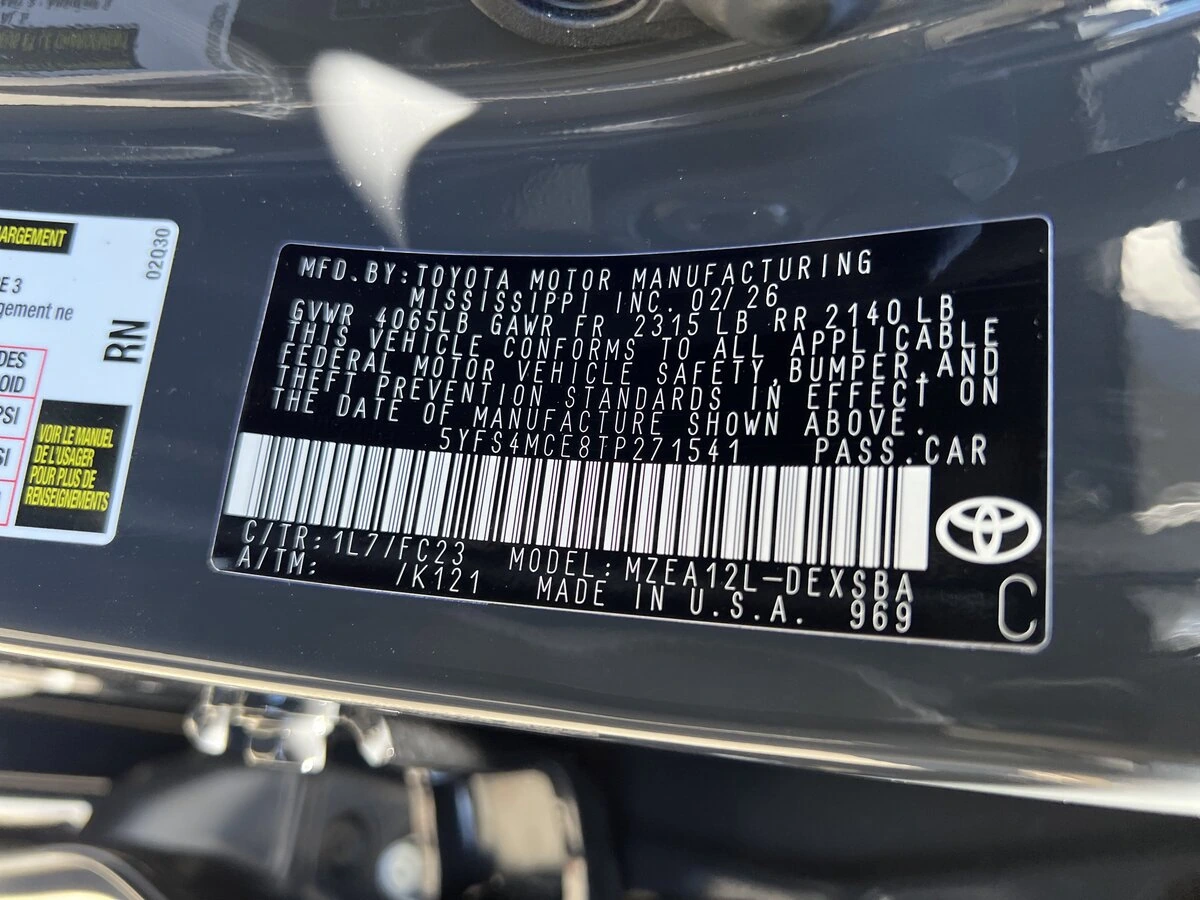 ARGEMENT
02Q30
E 3
gement ne
RN
DES
OID
PSI
SI
VOIR LE MANUEL
DE L'USAGER
POUR PLUS DE
RENSEIGNEMENTS
MFD.BY:TOYOTA MOTOR MANUFACTURING
MISSISSIPPI INC. 02/26
GVWR 4065LB GAWR FR 2315LB RR 2140LB
THIS VEHICLE CONFORMS TO ALL APPLICABLE
FEDERAL MOTOR VEHICLE SAFETY,BUMPER,AND
THEFT PREVENTION STANDARDS IN EFFECT ON
THE DATE OF MANUFACTURE SHOWN ABOVE.
5YFS4MCE8TP271541 PASS.CAR
C/TR:1L7/FC23 MODEL:MZEA12L-DEXSBA
A/TM: /K121 MADE IN U.S.A. 969
C